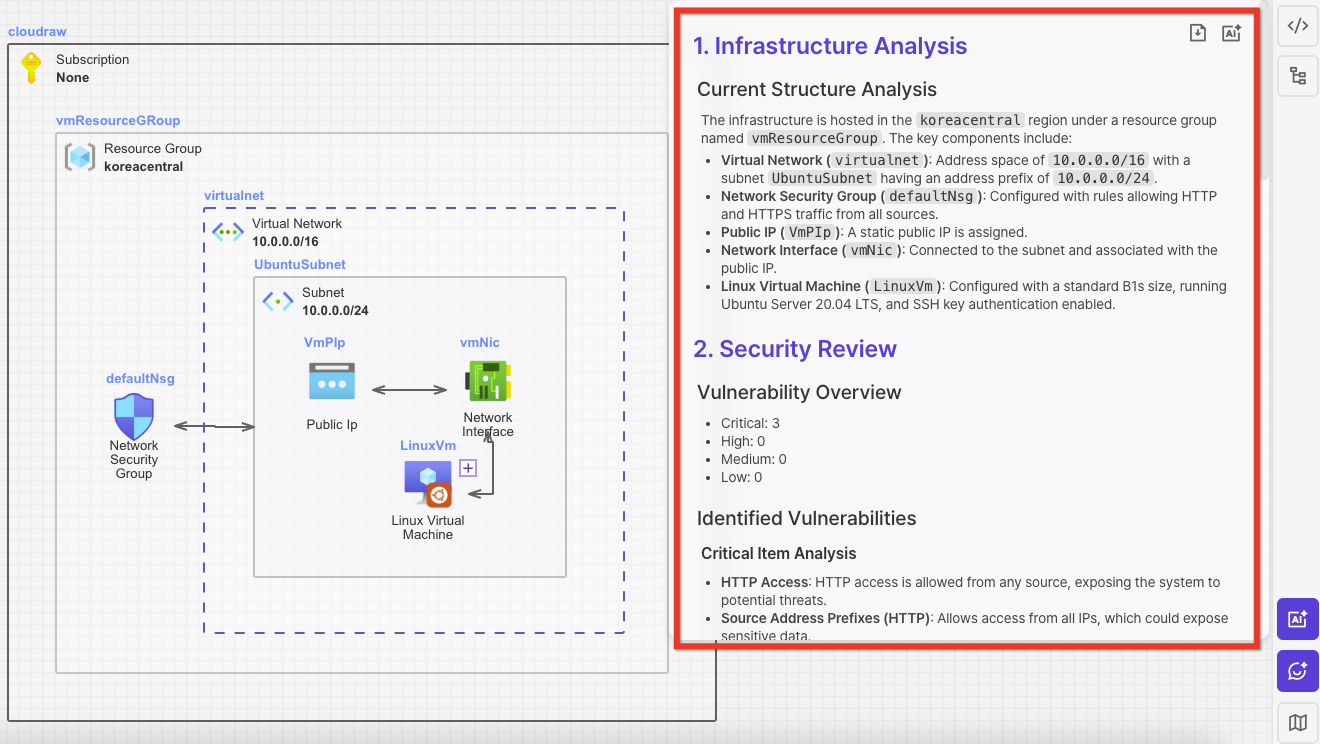 cloudraw
Subscription
None
vmResourceGRoup
Resource Group
koreacentral
virtualnet
Virtual Network
10.0.0.0/16
UbuntuSubnet
Subnet
10.0.0.0/24
VmPIp
Public Ip
vmNic
Network
Interface
defaultNsg
Network
Security
Group
LinuxVm
Linux Virtual
Machine
1. Infrastructure Analysis
Current Structure Analysis
The infrastructure is hosted in the koreacentral region under a resource group
named vmResourceGroup. The key components include:
• Virtual Network (virtualnet): Address space of 10.0.0.0/16 with a
subnet UbuntuSubnet having an address prefix of 10.0.0.0/24.
• Network Security Group (defaultNsg): Configured with rules allowing HTTP
and HTTPS traffic from all sources.
• Public IP (VmPIp): A static public IP is assigned.
• Network Interface (vmNic): Connected to the subnet and associated with the
public IP.
• Linux Virtual Machine (LinuxVm): Configured with a standard B1s size, running
Ubuntu Server 20.04 LTS, and SSH key authentication enabled.
2. Security Review
Vulnerability Overview
• Critical: 3
• High: 0
• Medium: 0
• Low: 0
Identified Vulnerabilities
Critical Item Analysis
• HTTP Access: HTTP access is allowed from any source, exposing the system to
potential threats.
• Source Address Prefixes (HTTP): Allows access from all IPs, which could expose
sensitive data.
AI
</> 
AI